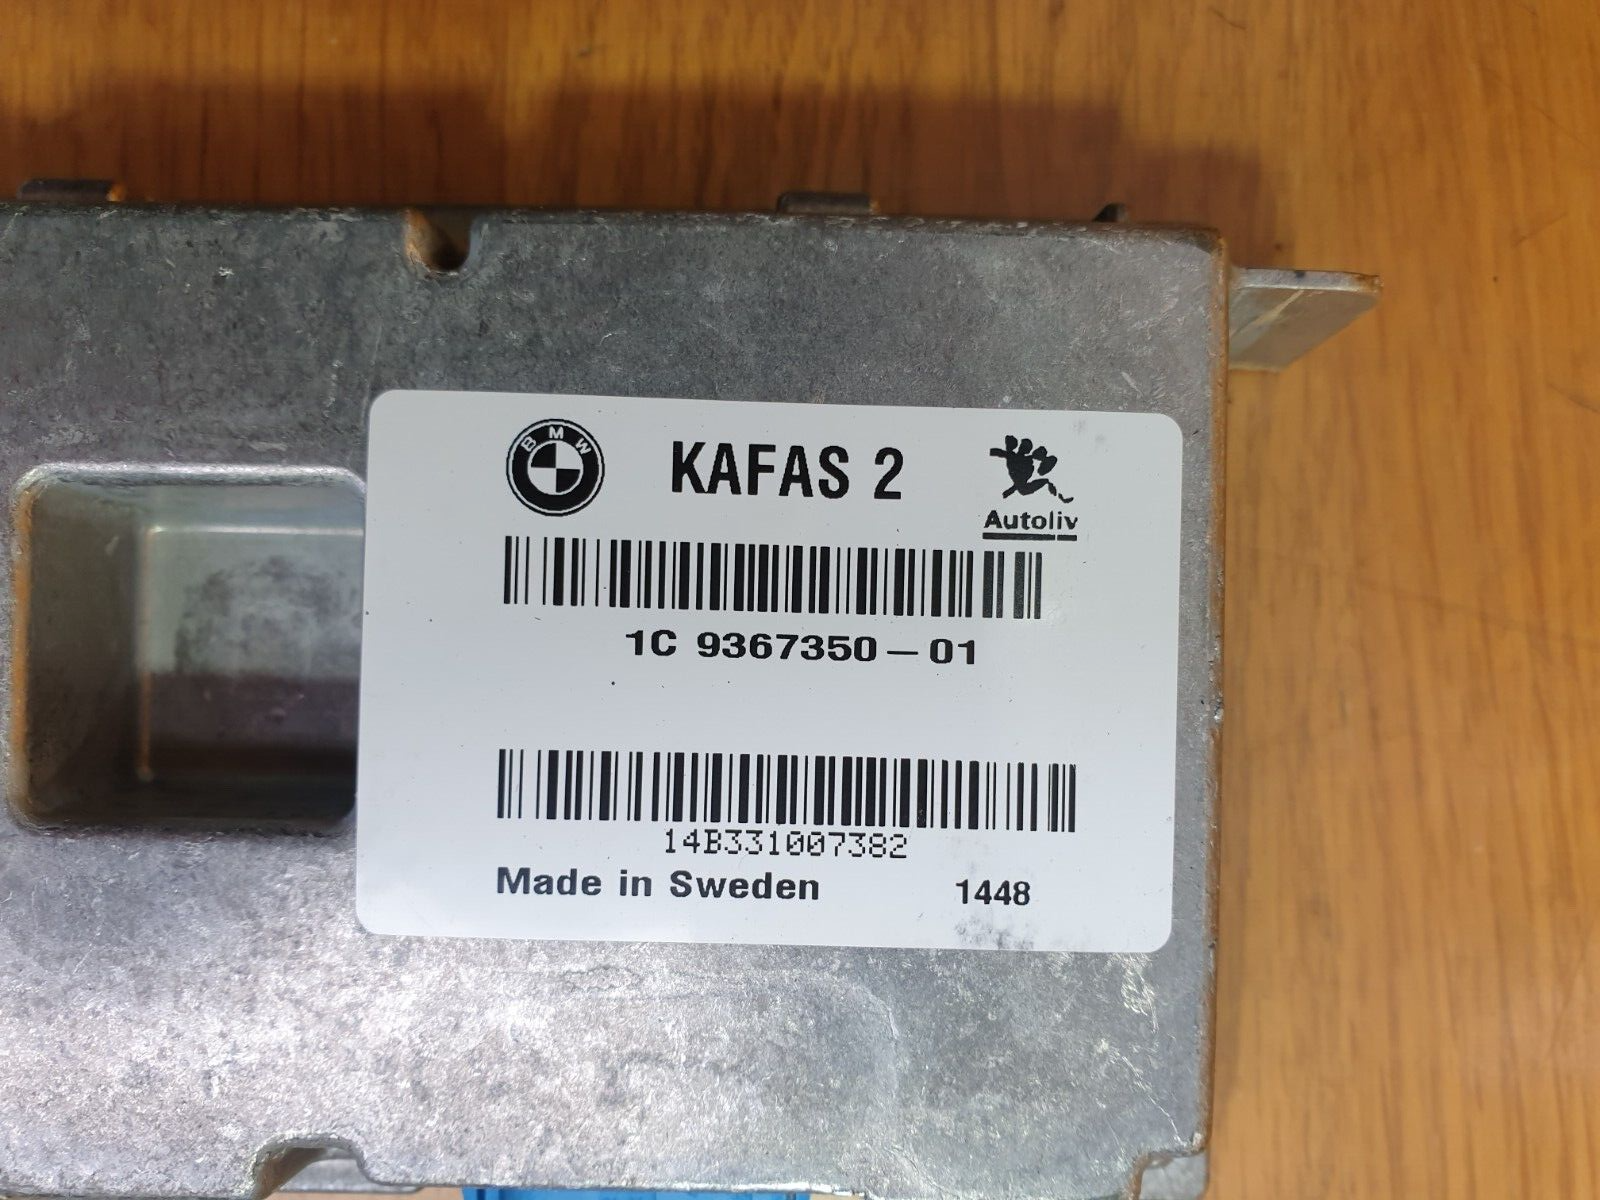 BMW KAFAS 2
Autoliv
1C 9367350-01
14B331007382
Made in Sweden 1448